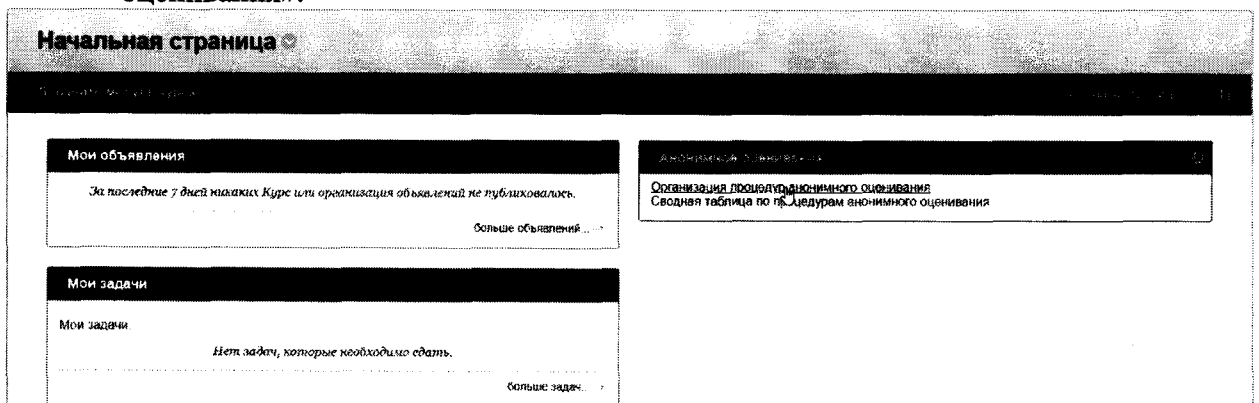 Начальная страница
Мои объявления
За последние 7 дней никаких Курс или организация объявлений не публиковалось.
больше объявлений...
Мои задачи
Мои задачи
Нет задач, которые необходимо сдать.
больше задач...
Анонимное оценивание
Организация процедур анонимного оценивания
Сводная таблица по процедурам анонимного оценивания